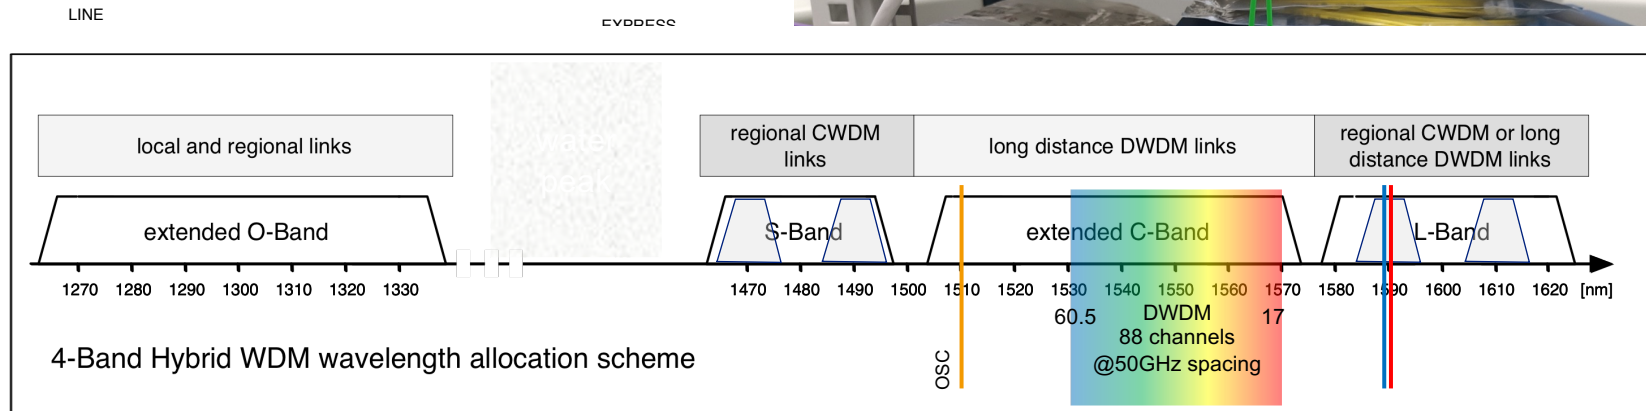 LINE
EXPRESS
local and regional links
water
peak
regional CWDM
links
long distance DWDM links
regional CWDM or long
distance DWDM links
extended O-Band
S-Band
extended C-Band
L-Band
1270 1280 1290 1300 1310 1320 1330 1470 1480 1490 1500 1510 1520 1530 1540 1550 1560 1570 1580 1590 1600 1610 1620 [nm]
60.5
DWDM
17
88 channels
@50GHz spacing
OSC
4-Band Hybrid WDM wavelength allocation scheme